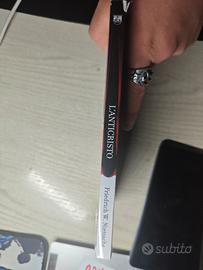 L'ANTICRISTO
Friedrich W. Nietzsche
subito